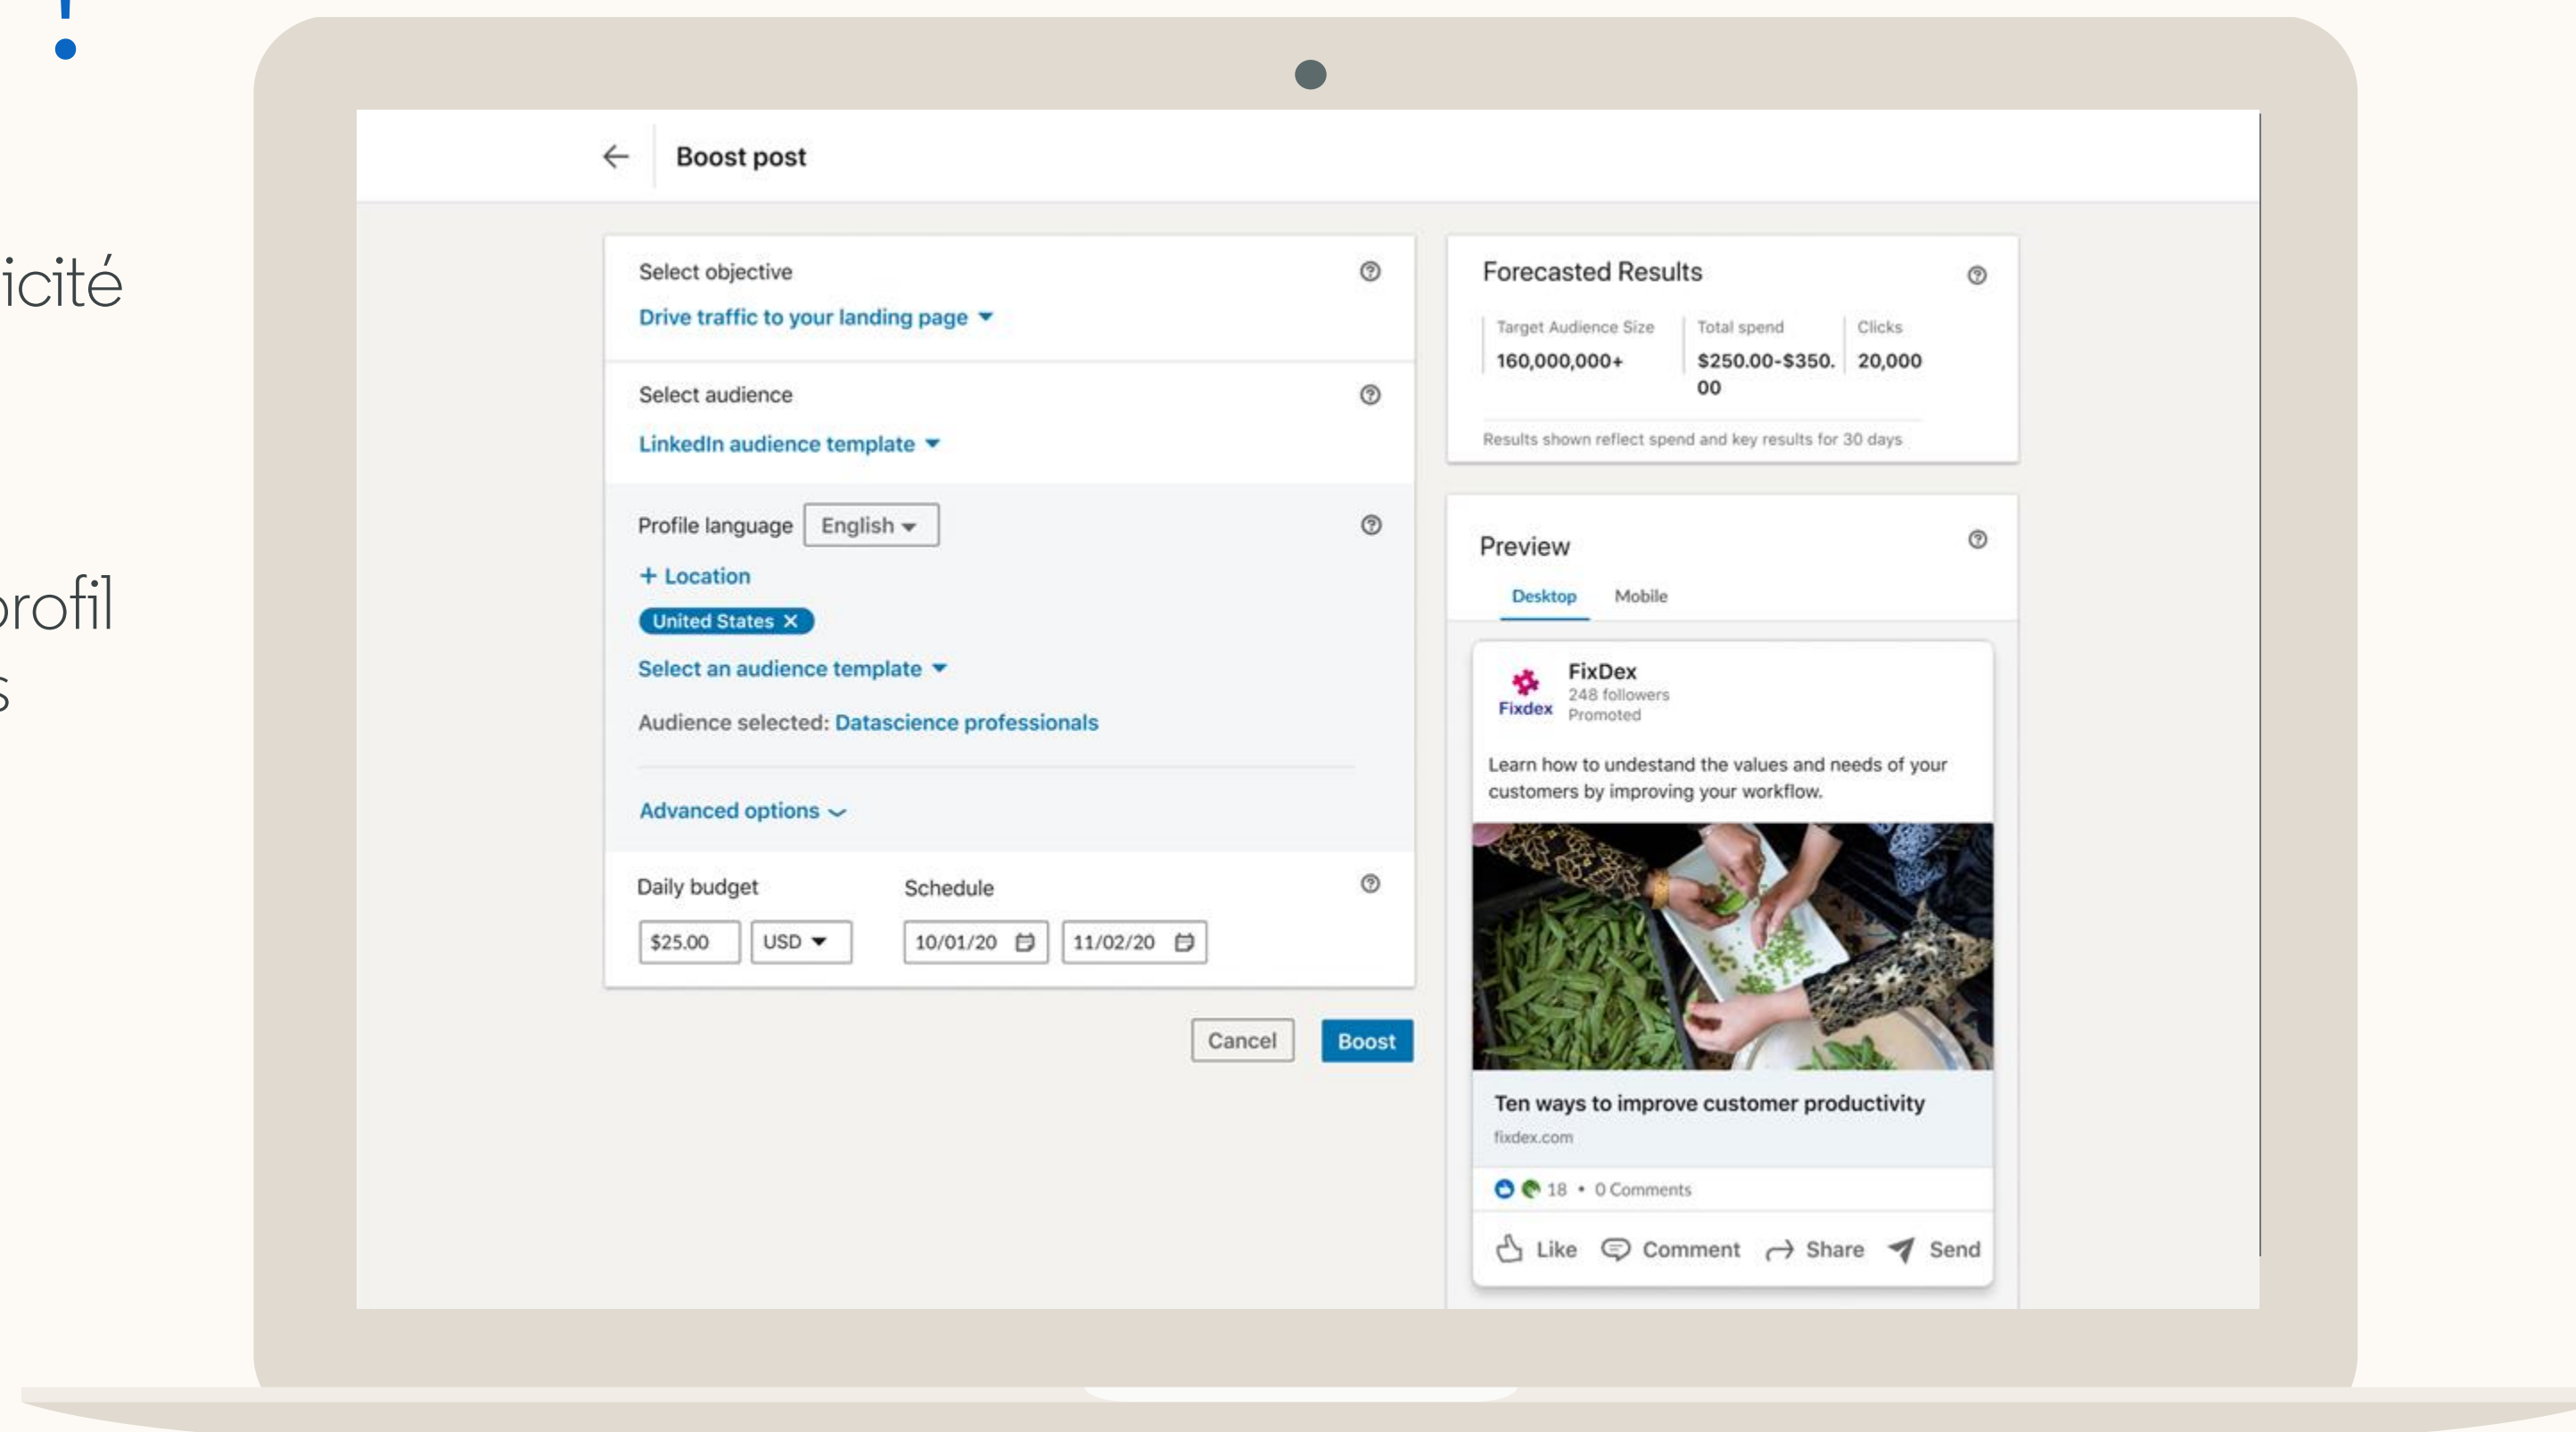 !
icité
profil
s
Boost post
Select objective
Drive traffic to your landing page
Select audience
LinkedIn audience template
Profile language English
+ Location
United States X
Select an audience template
Audience selected: Datascience professionals
Advanced options
Daily budget Schedule
$25.00 USD 10/01/20 11/02/20
Cancel Boost
Forecasted Results
Target Audience Size Total spend Clicks
160,000,000+ $250.00-$350. 20,000
00
Results shown reflect spend and key results for 30 days
Preview
Desktop Mobile
FixDex
248 followers
Fixdex
Promoted
Learn how to undestand the values and needs of your
customers by improving your workflow.
Ten ways to improve customer productivity
fixdex.com
18 • 0 Comments
Like Comment Share Send